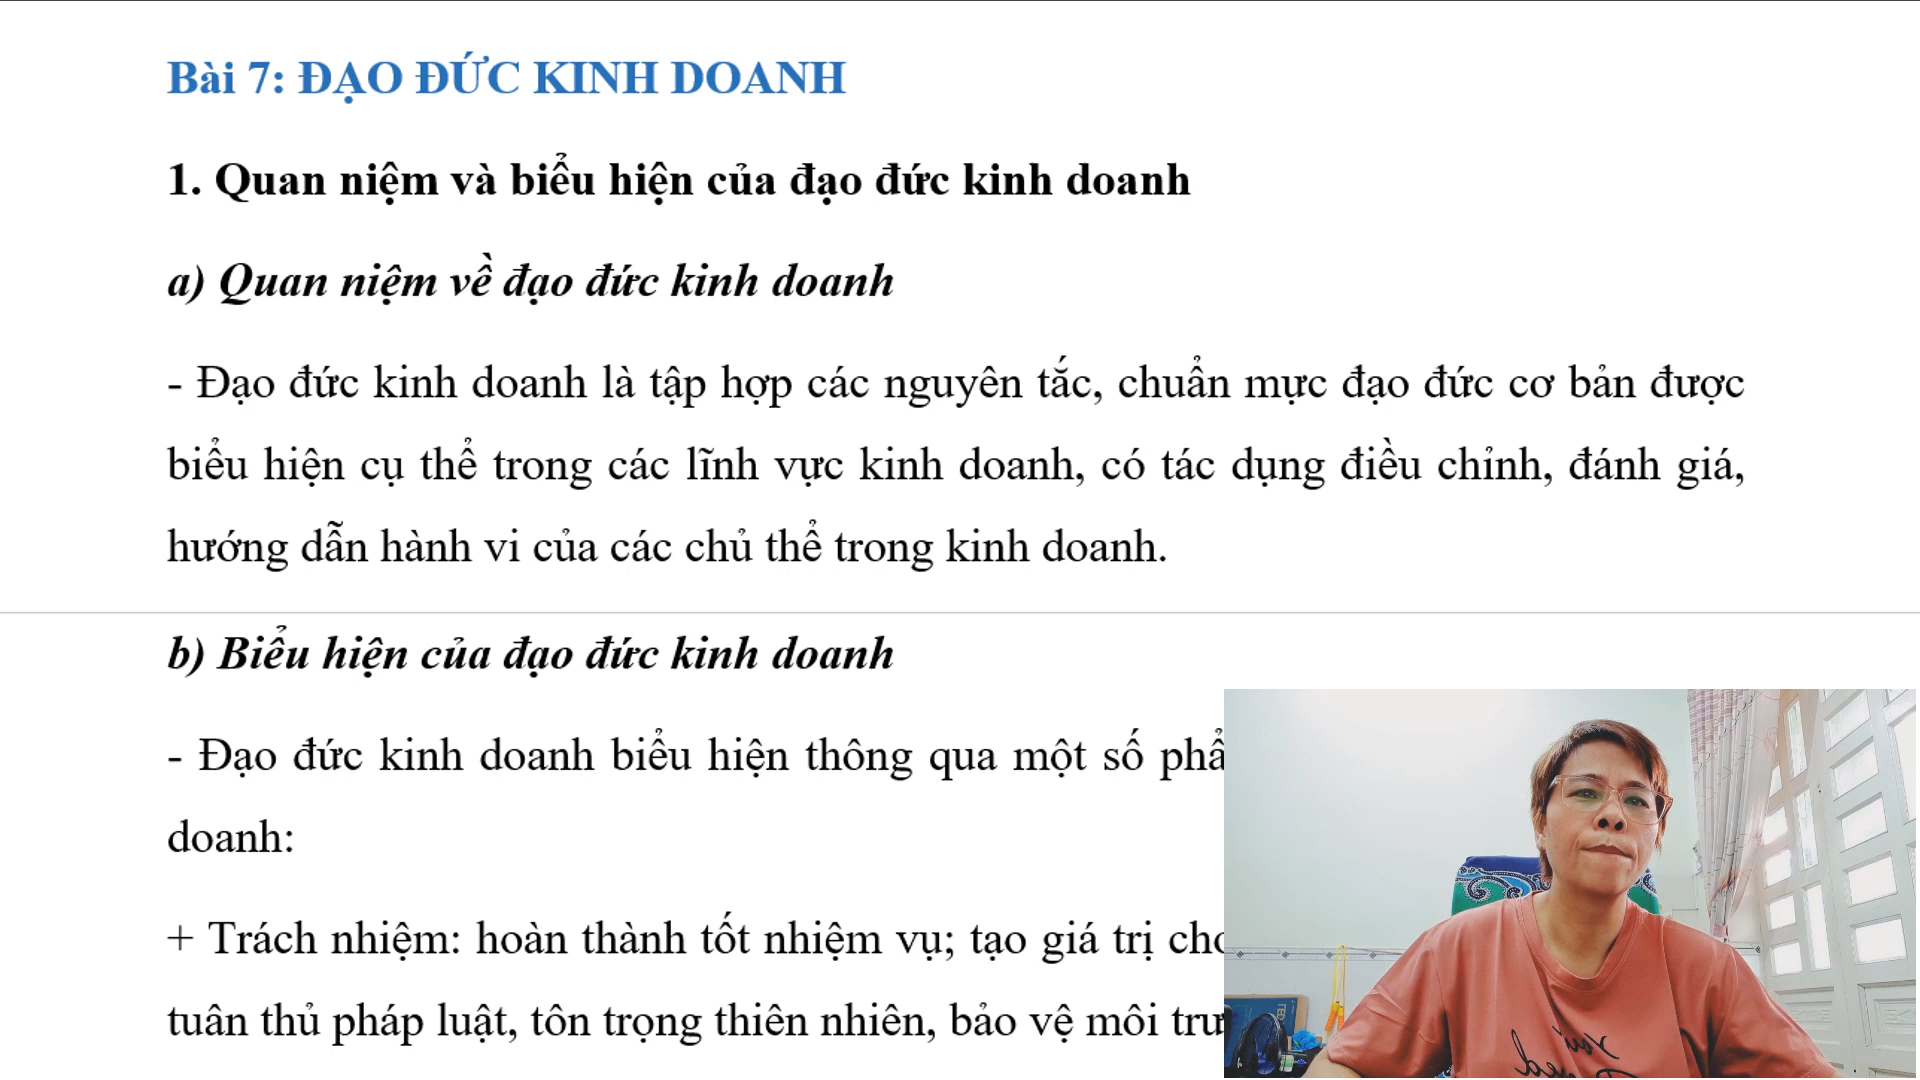 Bài 7: ĐẠO ĐỨC KINH DOANH
1. Quan niệm và biểu hiện của đạo đức kinh doanh
a) Quan niệm về đạo đức kinh doanh
- Đạo đức kinh doanh là tập hợp các nguyên tắc, chuẩn mực đạo đức cơ bản được
biểu hiện cụ thể trong các lĩnh vực kinh doanh, có tác dụng điều chỉnh, đánh giá,
hướng dẫn hành vi của các chủ thể trong kinh doanh.
b) Biểu hiện của đạo đức kinh doanh
- Đạo đức kinh doanh biểu hiện thông qua một số
doanh:
+ Trách nhiệm: hoàn thành tốt nhiệm vụ; tạo giá trị
tuân thủ pháp luật, tôn trọng thiên nhiên, bảo vệ môi